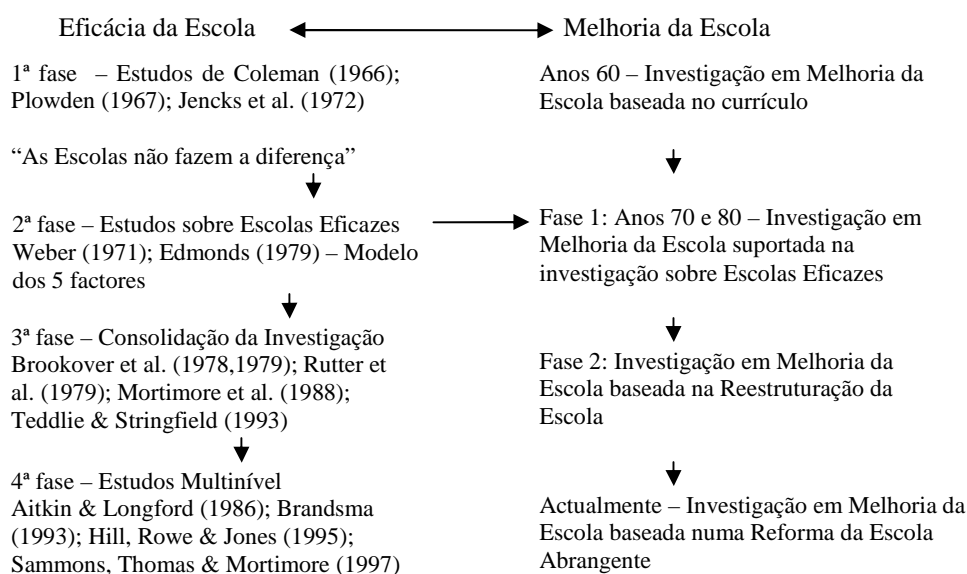 Eficácia da Escola
1ª fase – Estudos de Coleman (1966);
Plowden (1967); Jencks et al. (1972)
“As Escolas não fazem a diferença”
2ª fase – Estudos sobre Escolas Eficazes
Weber (1971); Edmonds (1979) – Modelo
dos 5 factores
3ª fase – Consolidação da Investigação
Brookover et al. (1978,1979); Rutter et
al. (1979); Mortimore et al. (1988);
Teddlie & Stringfield (1993)
4ª fase – Estudos Multinível
Aitkin & Longford (1986); Brandsma
(1993); Hill, Rowe & Jones (1995);
Sammons, Thomas & Mortimore (1997)
Melhoria da Escola
Anos 60 – Investigação em Melhoria da
Escola baseada no currículo
Fase 1: Anos 70 e 80 – Investigação em
Melhoria da Escola suportada na
investigação sobre Escolas Eficazes
Fase 2: Investigação em Melhoria da
Escola baseada na Reestruturação da
Escola
Actualmente – Investigação em Melhoria da
Escola baseada numa Reforma da Escola
Abrangente